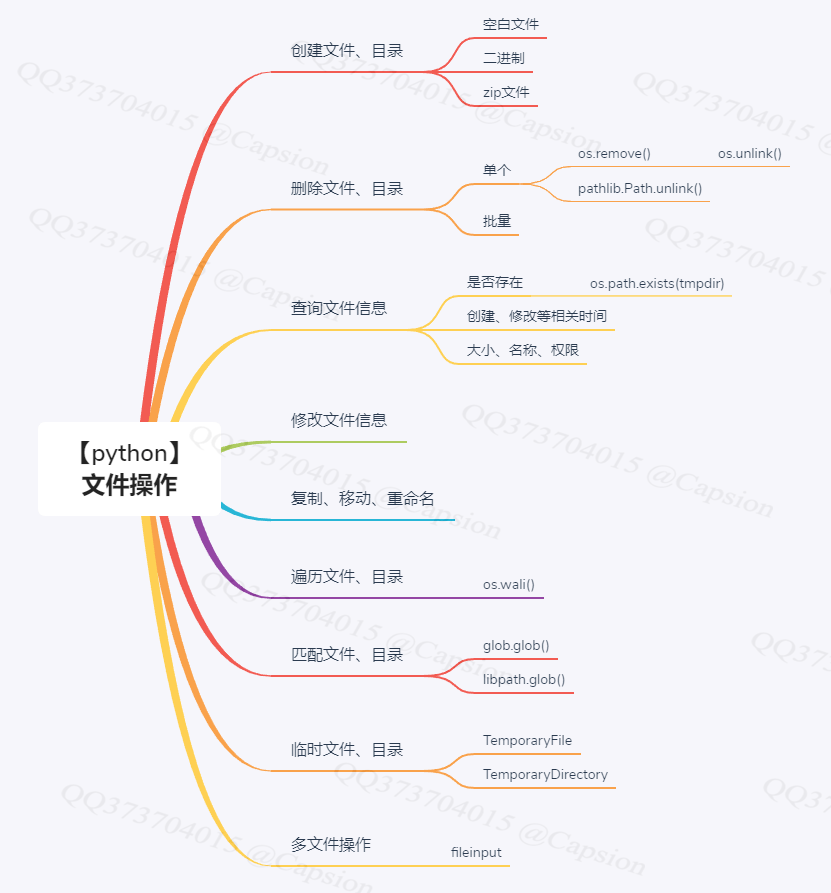 【python】
文件操作
创建文件、目录
空白文件
二进制
zip文件
删除文件、目录
单个
os.remove()
os.unlink()
pathlib.Path.unlink()
批量
查询文件信息
是否存在
os.path.exists(tmpdir)
创建、修改等相关时间
大小、名称、权限
修改文件信息
复制、移动、重命名
遍历文件、目录
os.wali()
匹配文件、目录
glob.glob()
libpath.glob()
临时文件、目录
TemporaryFile
TemporaryDirectory
多文件操作
fileinput
QQ373704015 @Capsion